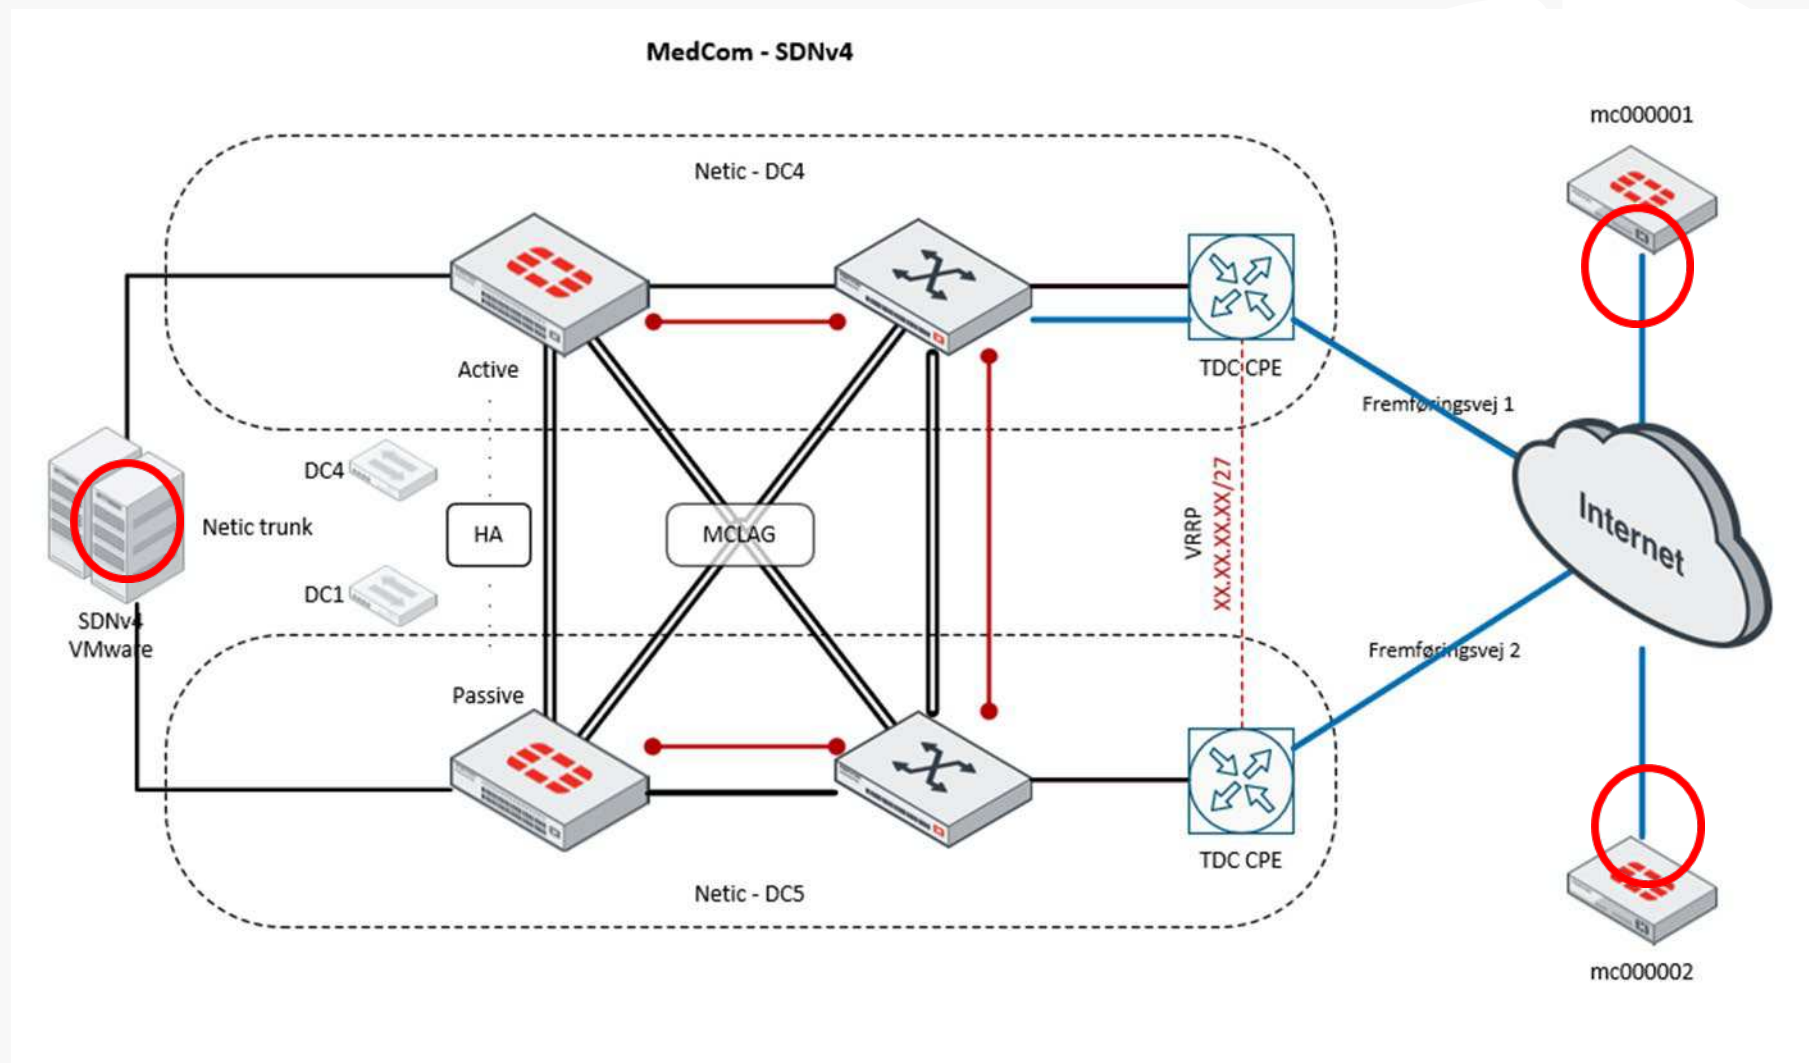 MedCom - SDNv4
mc000001
Netic - DC4
Active
TDC CPE
Fremføringsvej 1
DC4
Netic trunk
HA
MCLAG
VRRP
XX.XX.XX.XX/27
Internet
DC1
SDNv4
VMware
Fremføringsvej 2
Passive
TDC CPE
Netic - DC5
mc000002